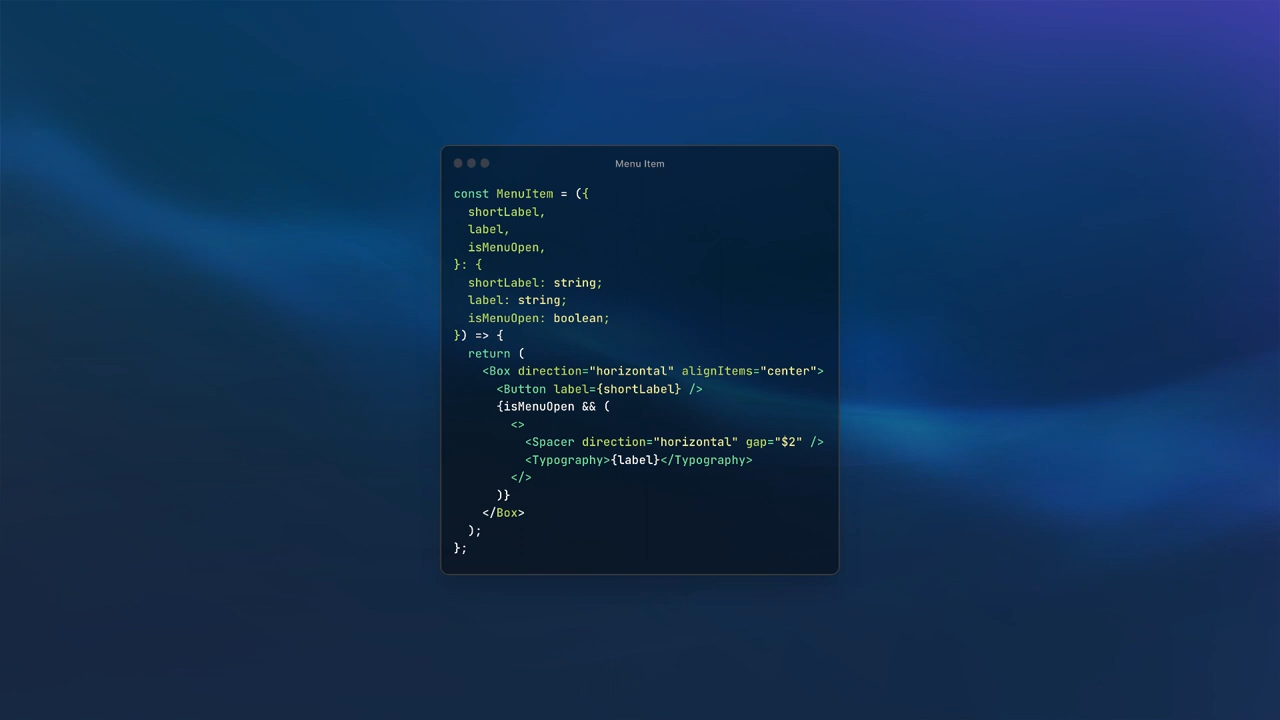 Menu Item
const MenuItem = ({
  shortLabel,
  label,
  isMenuOpen,
}: {
  shortLabel: string;
  label: string;
  isMenuOpen: boolean;
}) => {
  return (
    <Box direction="horizontal" alignItems="center">
      <Button label={shortLabel} />
      {isMenuOpen && (
        <>
          <Spacer direction="horizontal" gap="$2" />
          <Typography>{label}</Typography>
        </>
      )}
    </Box>
  );
};